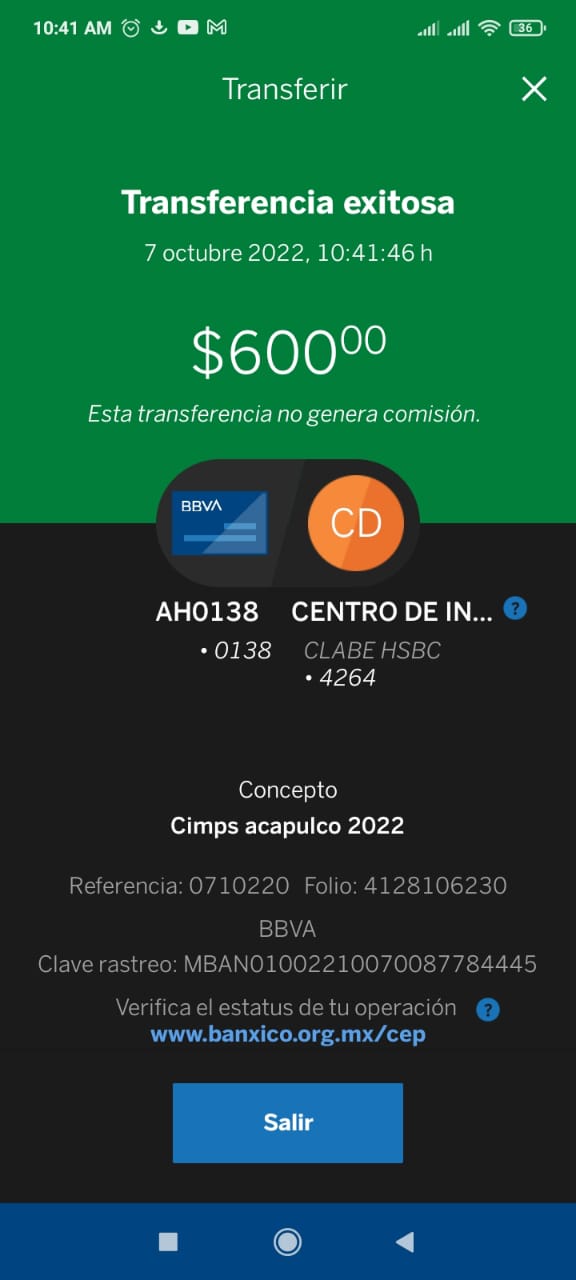 10:41 AM 36
Transferir
Transferencia exitosa
7 octubre 2022, 10:41:46 h
$600⁰⁰
Esta transferencia no genera comisión.
BBVA CD
AH0138 CENTRO DE IN... ?
• 0138 CLABE HSBC
• 4264
Concepto
Cimps acapulco 2022
Referencia: 0710220 Folio: 4128106230
BBVA
Clave rastreo: MBAN01002210070087784445
Verifica el estatus de tu operación ?
www.banxico.org.mx/cep
Salir